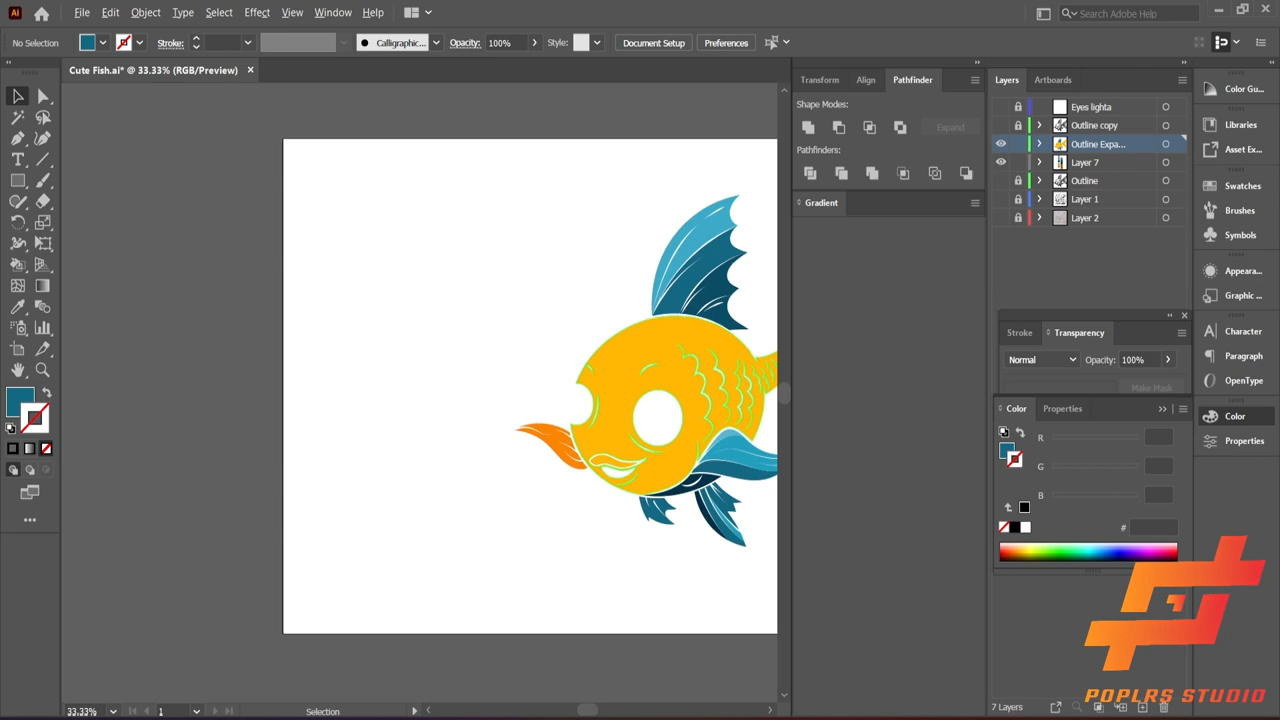 Ai File Edit Object Type Select Effect View Window Help Search Adobe Help
No Selection Stroke: Calligraphic... Opacity: 100% Style: Document Setup Preferences
Cute Fish.ai* @ 33.33% (RGB/Preview) ×
Transform Align Pathfinder
Shape Modes:
Expand
Pathfinders:
Gradient
Layers Artboards
Eyes lighta
Outline copy
Outline Expa...
Layer 7
Outline
Layer 1
Layer 2
Stroke Transparency
Normal Opacity: 100%
Make Mask
Color Properties
R
G
B
#
7 Layers
Color Gu...
Libraries
Asset Ex...
Swatches
Brushes
Symbols
Appeara...
Graphic ...
Character
Paragraph
OpenType
Color
Properties
33.33% 1 Selection
POPLRS STUDIO